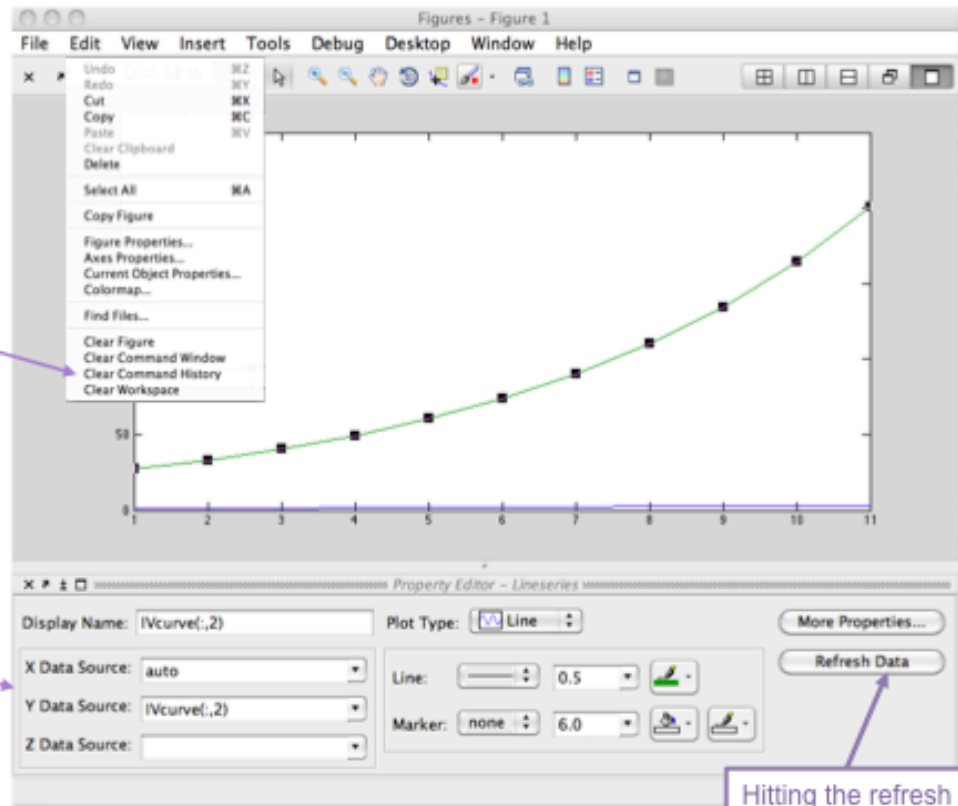 Figures - Figure 1
File Edit View Insert Tools Debug Desktop Window Help
Undo ⌘Z
Redo ⌘Y
Cut ⌘X
Copy ⌘C
Paste ⌘V
Clear Clipboard
Delete
Select All ⌘A
Copy Figure
Figure Properties...
Axes Properties...
Current Object Properties...
Colormap...
Find Files...
Clear Figure
Clear Command Window
Clear Command History
Clear Workspace
50
0
1 2 3 4 5 6 7 8 9 10 11
Property Editor - Lineseries
Display Name: IVcurve(:,2) Plot Type: Line More Properties...
X Data Source: auto Line: 0.5 Refresh Data
Y Data Source: IVcurve(:,2) Marker: none 6.0
Z Data Source:
Hitting the refresh